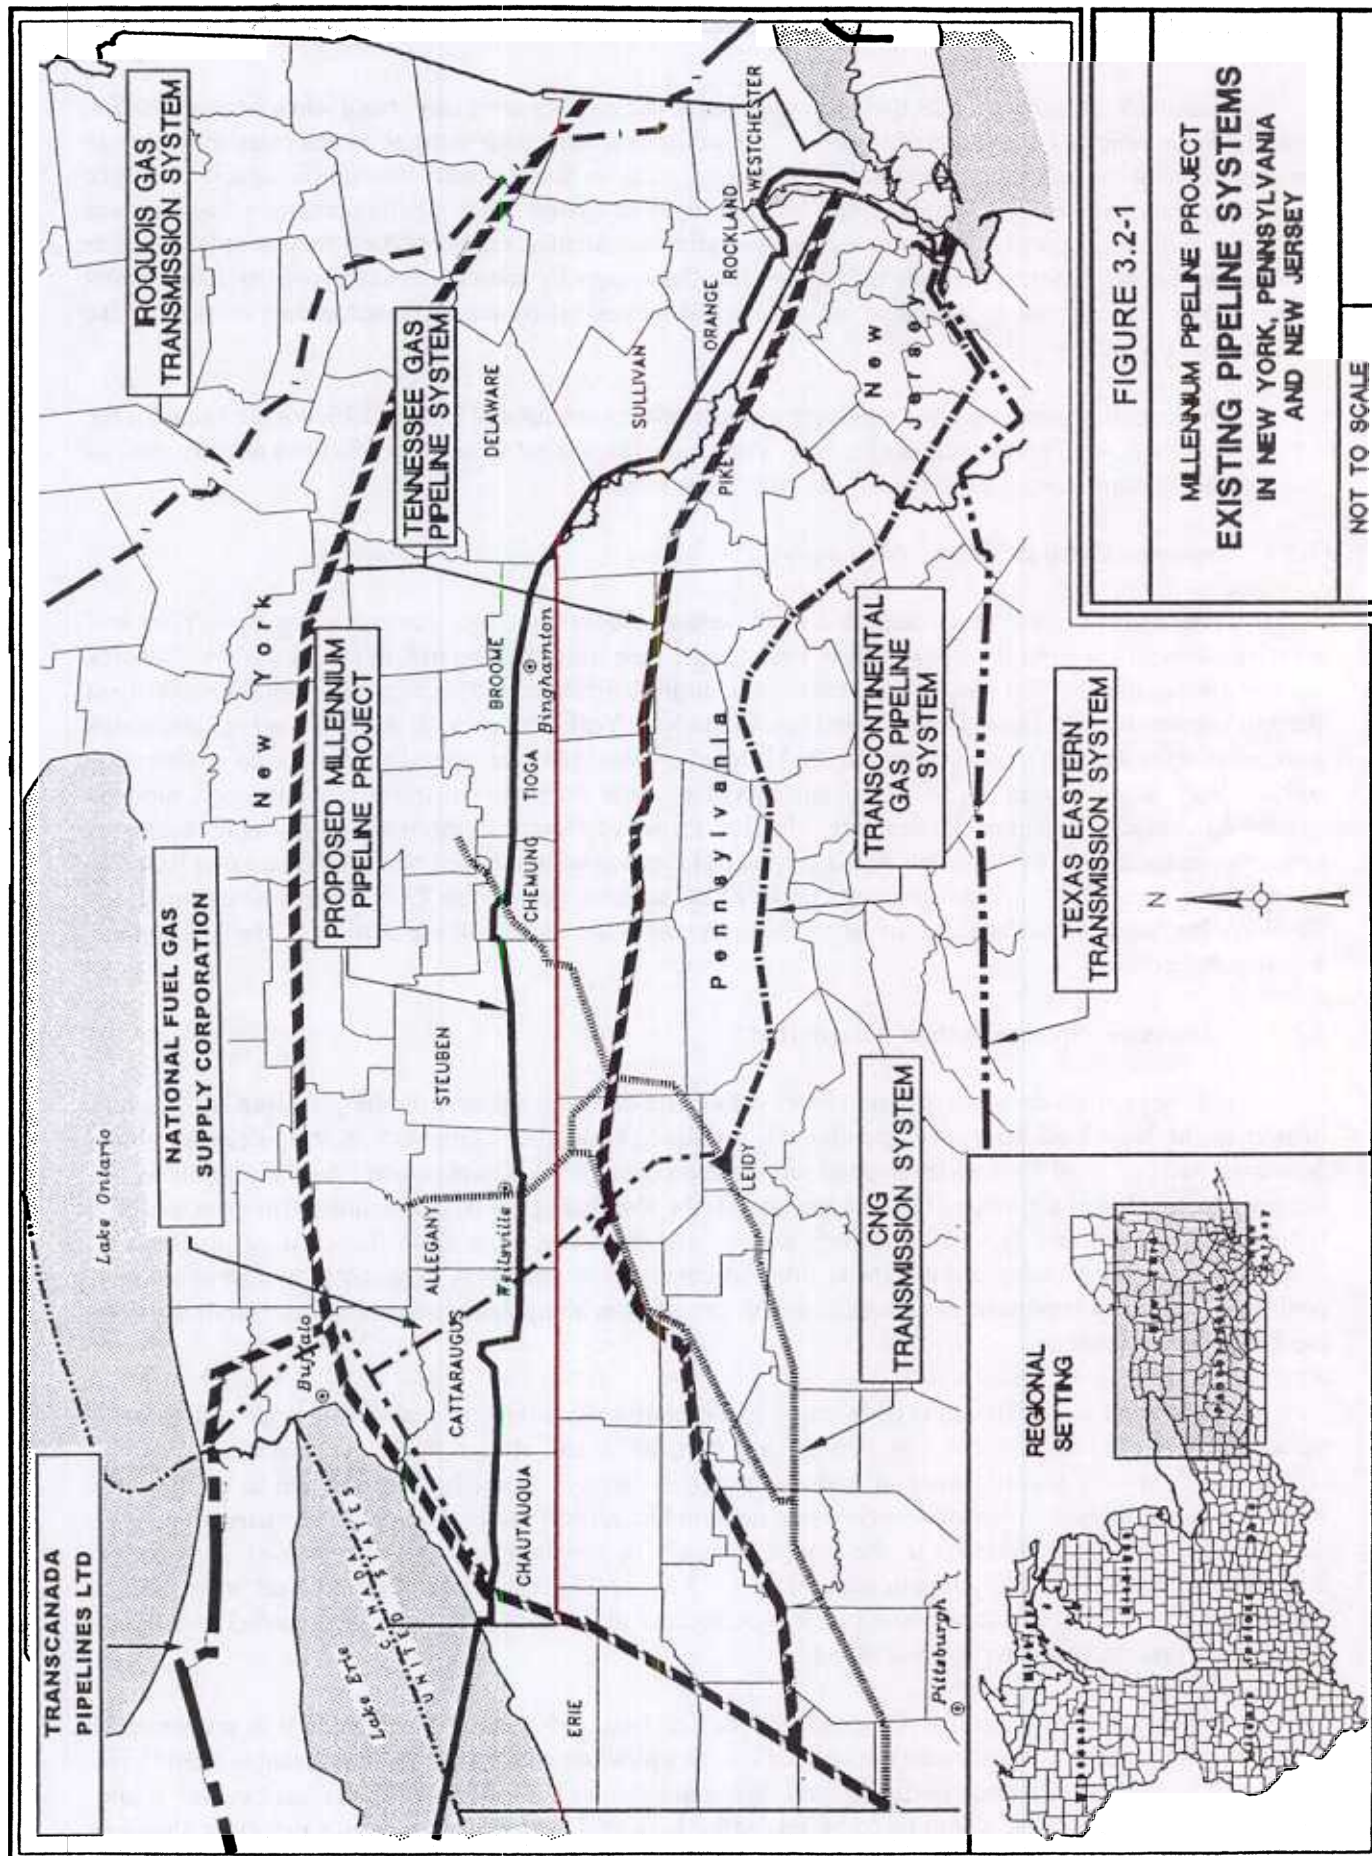 TRANSCANADA
PIPELINES LTD
Lake Ontario
NATIONAL FUEL GAS
SUPPLY CORPORATION
PROPOSED MILLENNIUM
PIPELINE PROJECT
TENNESSEE GAS
PIPELINE SYSTEM
IROQUOIS GAS
TRANSMISSION SYSTEM
New York
Buffalo
Lake Erie
CANADA
UNITED STATES
CHAUTAUQUA
CATTARAUGUS
ALLEGANY
Wellsville
STEUBEN
CHEMUNG
TIOGA
BROOME
Binghamton
DELAWARE
SULLIVAN
ORANGE
ROCKLAND
WESTCHESTER
PIKE
ERIE
LEIDY
Pennsylvania
New
Jersey
Pittsburgh
CNG
TRANSMISSION SYSTEM
TRANSCONTINENTAL
GAS PIPELINE
SYSTEM
TEXAS EASTERN
TRANSMISSION SYSTEM
N
REGIONAL
SETTING
FIGURE 3.2-1
MILLENNIUM PIPELINE PROJECT
EXISTING PIPELINE SYSTEMS
IN NEW YORK, PENNSYLVANIA
AND NEW JERSEY
NOT TO SCALE